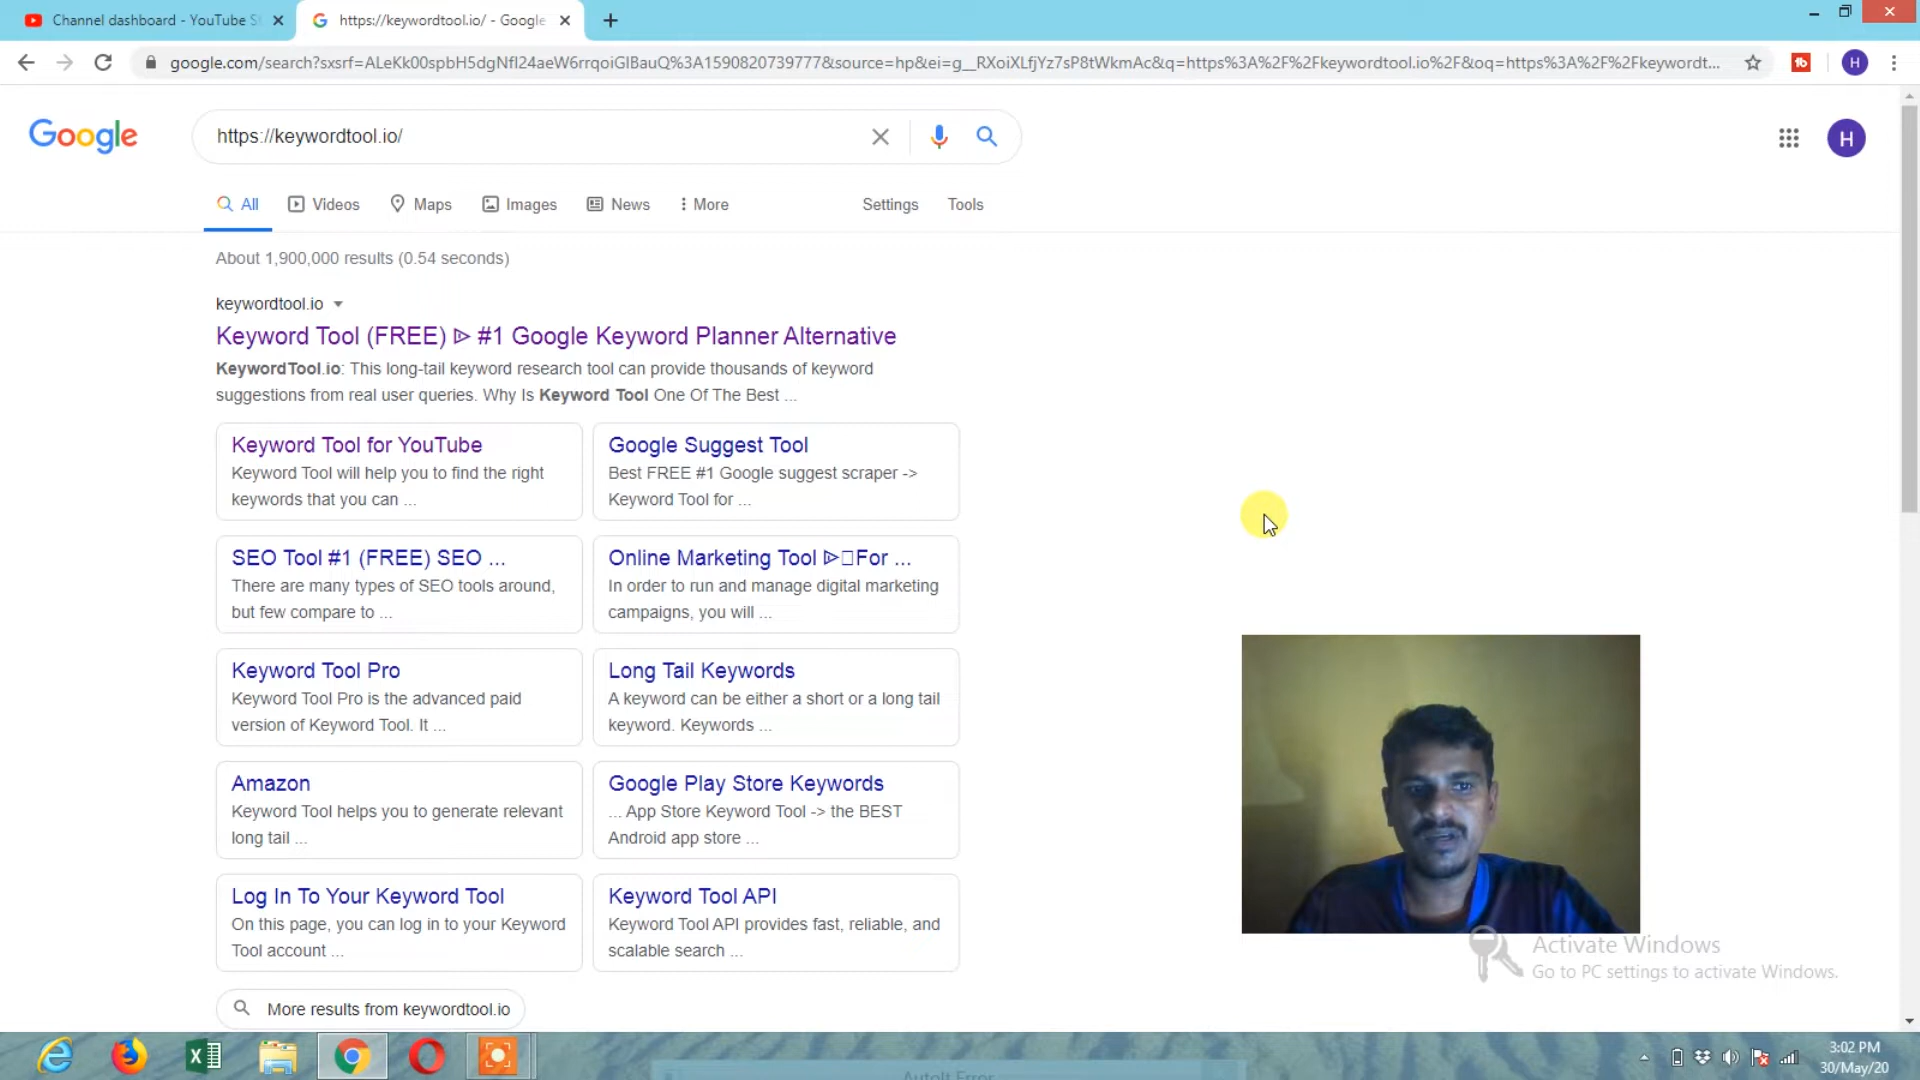 Channel dashboard - YouTube S
https://keywordtool.io/ - Google
google.com/search?sxsrf=ALeKk00spbH5dgNfI24aeW6rrqoiGIBauQ%3A1590820739777&source=hp&ei=g__RXoiXLfjYz7sP8tWkmAc&q=https%3A%2F%2Fkeywordtool.io%2F&oq=https%3A%2F%2Fkeywordt...
H
Google
https://keywordtool.io/
H
All
Videos
Maps
Images
News
More
Settings
Tools
About 1,900,000 results (0.54 seconds)
keywordtool.io
Keyword Tool (FREE) ᐉ #1 Google Keyword Planner Alternative
KeywordTool.io: This long-tail keyword research tool can provide thousands of keyword
suggestions from real user queries. Why Is Keyword Tool One Of The Best ...
Keyword Tool for YouTube
Keyword Tool will help you to find the right
keywords that you can ...
Google Suggest Tool
Best FREE #1 Google suggest scraper ->
Keyword Tool for ...
SEO Tool #1 (FREE) SEO ...
There are many types of SEO tools around,
but few compare to ...
Online Marketing Tool ᐉ For ...
In order to run and manage digital marketing
campaigns, you will ...
Keyword Tool Pro
Keyword Tool Pro is the advanced paid
version of Keyword Tool. It ...
Long Tail Keywords
A keyword can be either a short or a long tail
keyword. Keywords ...
Amazon
Keyword Tool helps you to generate relevant
long tail ...
Google Play Store Keywords
... App Store Keyword Tool -> the BEST
Android app store ...
Log In To Your Keyword Tool
On this page, you can log in to your Keyword
Tool account ...
Keyword Tool API
Keyword Tool API provides fast, reliable, and
scalable search ...
More results from keywordtool.io
Activate Windows
Go to PC settings to activate Windows.
AutoIt Error
3:02 PM
30/May/20